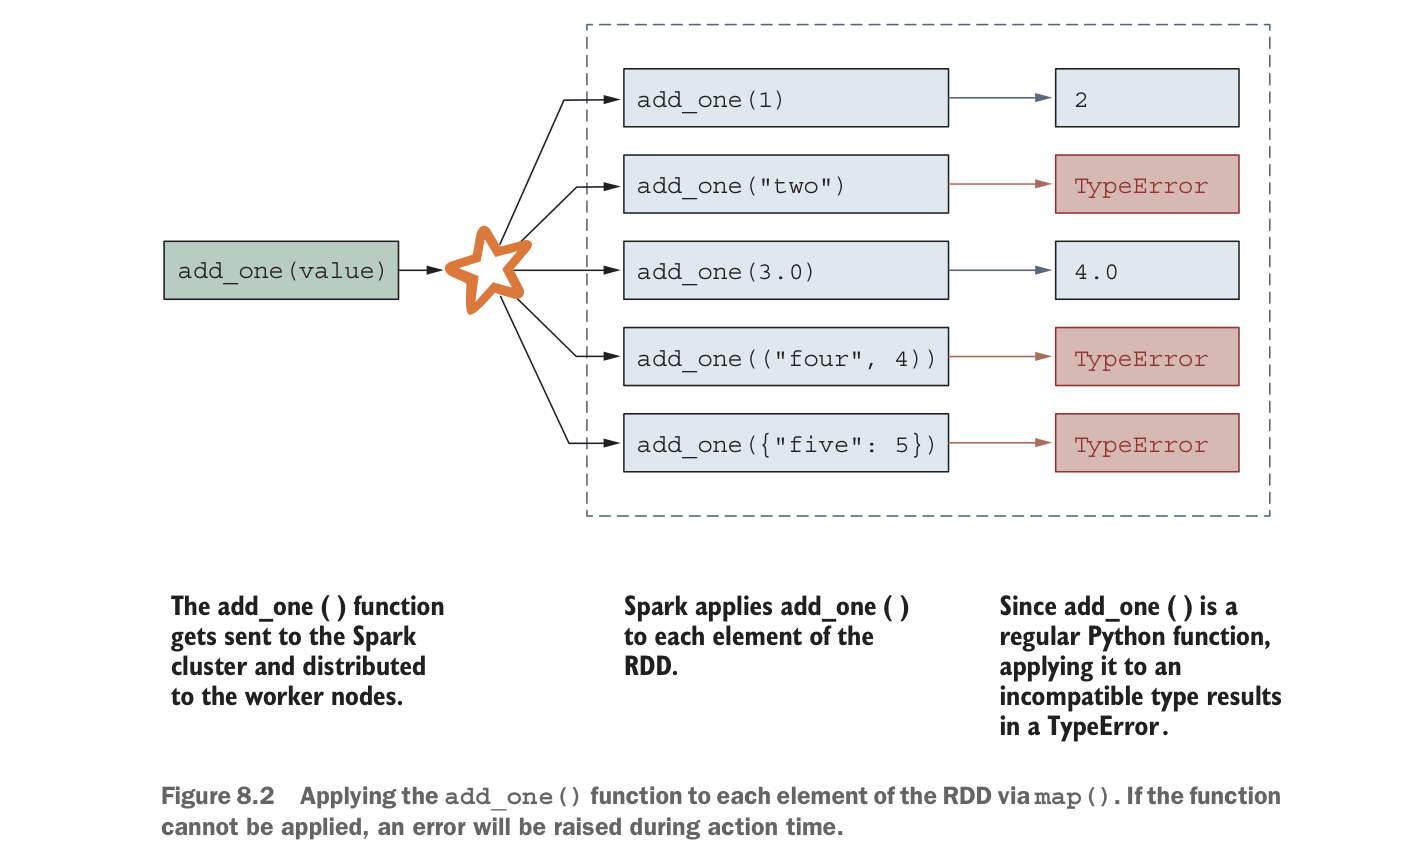 add_one(1)
2
add_one("two")
TypeError
add_one(value)
add_one(3.0)
4.0
add_one(("four", 4))
TypeError
add_one({"five": 5})
TypeError
The add_one ( ) function
gets sent to the Spark
cluster and distributed
to the worker nodes.
Spark applies add_one ( )
to each element of the
RDD.
Since add_one ( ) is a
regular Python function,
applying it to an
incompatible type results
in a TypeError.
Figure 8.2 Applying the add_one() function to each element of the RDD via map(). If the function
cannot be applied, an error will be raised during action time.